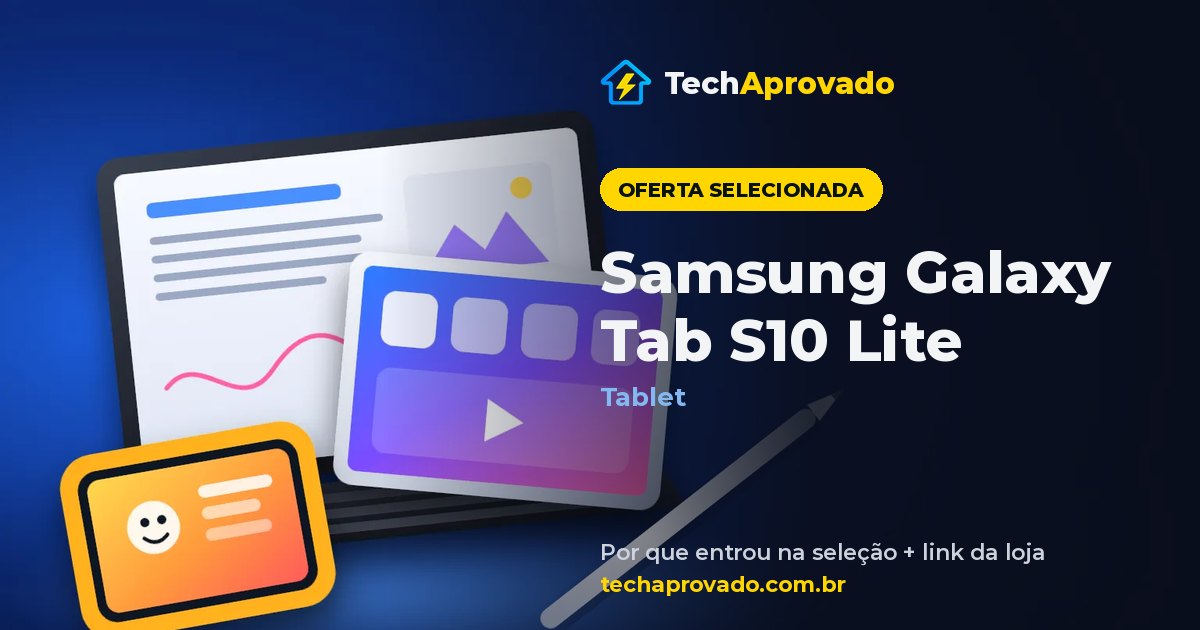 TechAprovado
OFERTA SELECIONADA
Samsung Galaxy
Tab S10 Lite
Tablet
Por que entrou na seleção + link da loja
techaprovado.com.br